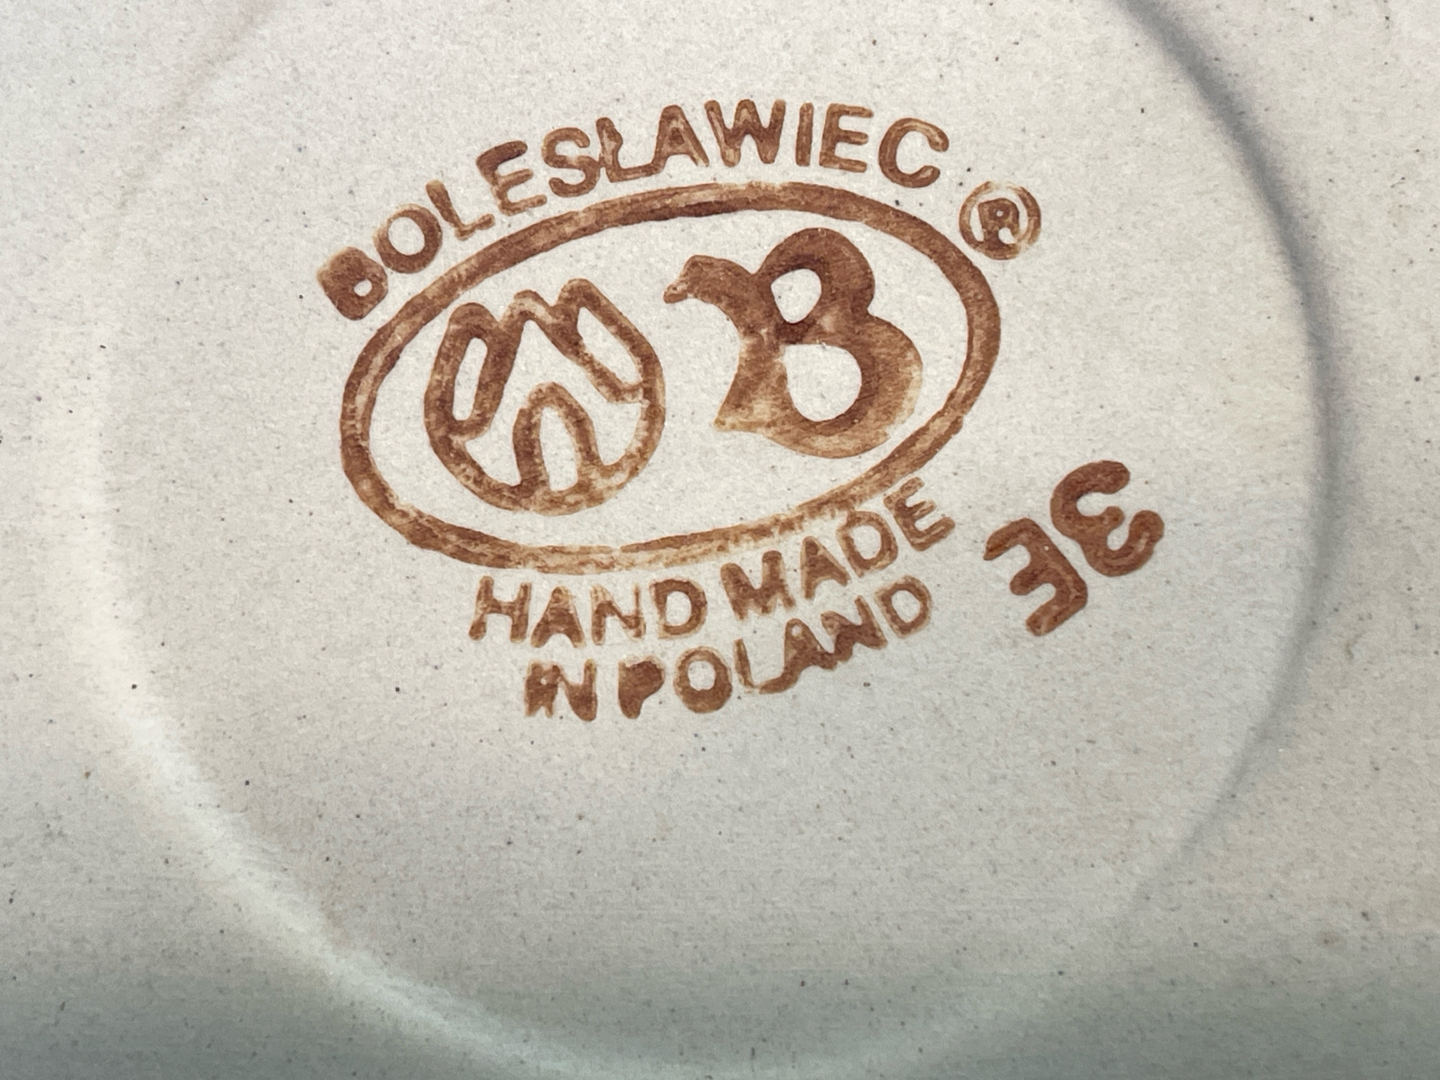 BOLESŁAWIEC ®
B
HAND MADE
IN POLAND
3E